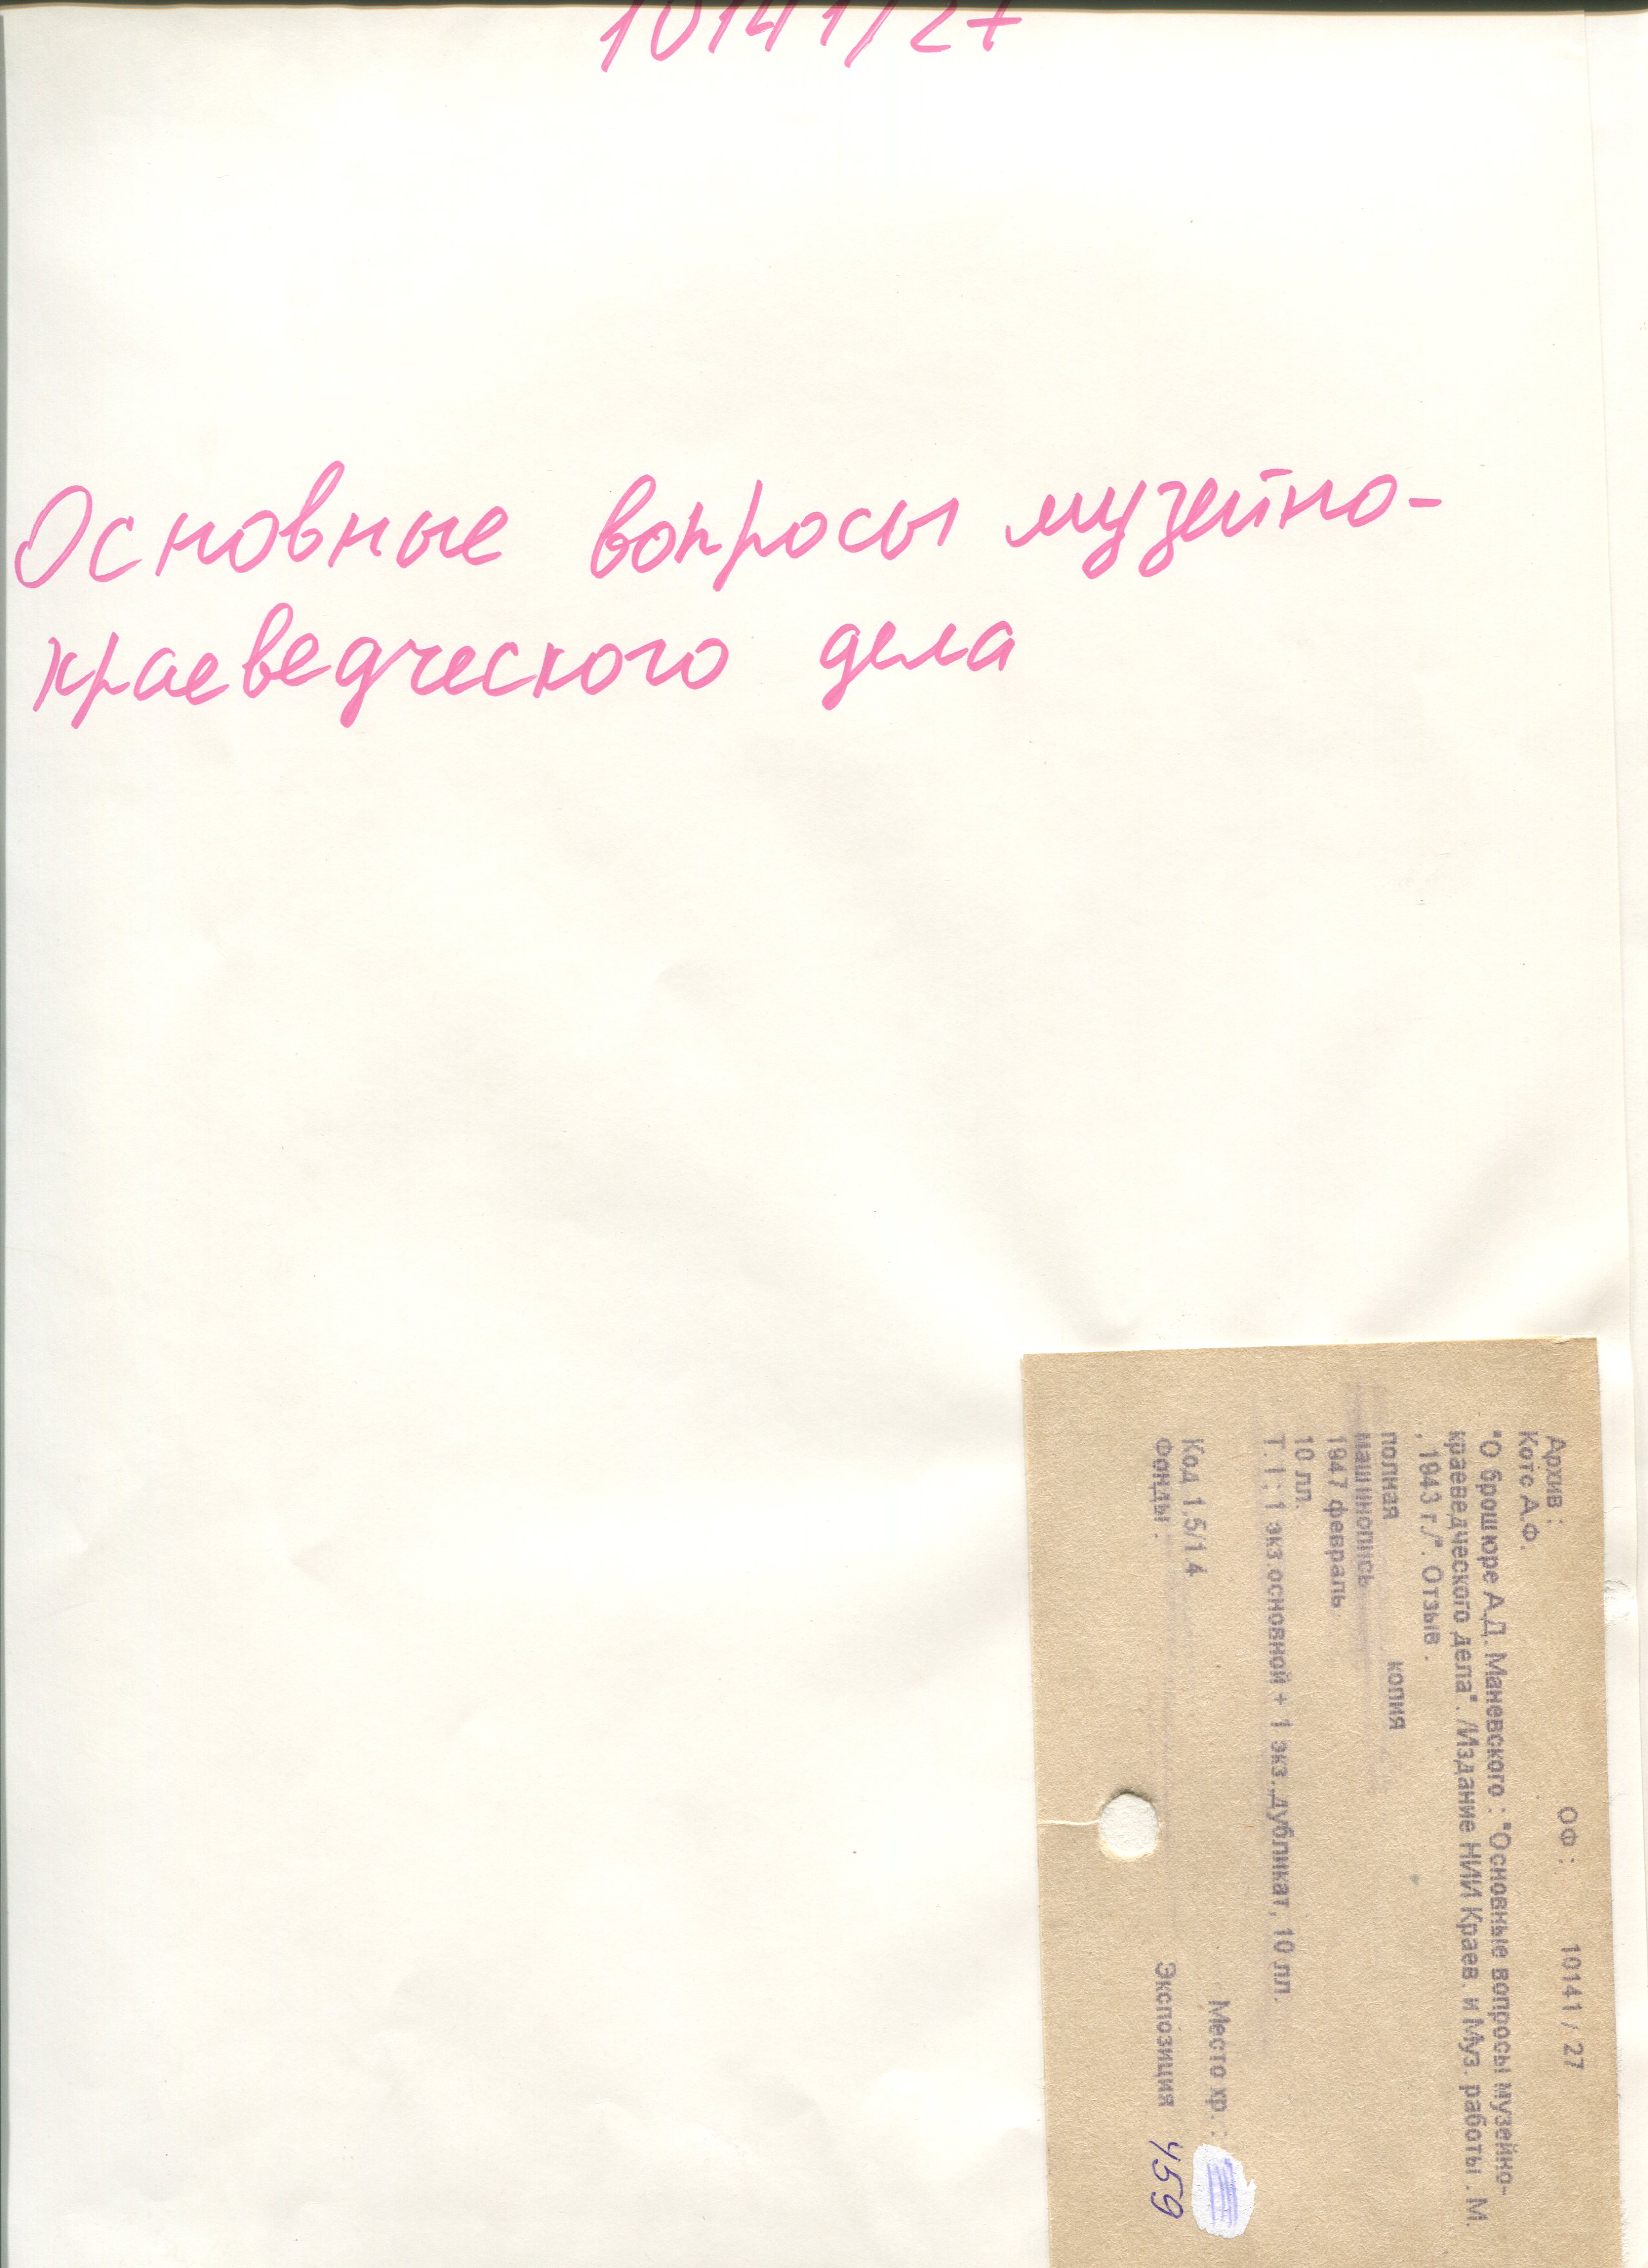 10141/27
Основные вопросы музейно-
краеведческого дела
Архив : ОФ : 10141 / 27
Котс А.Ф.
"О брошюре А.Д. Маневского : "Основные вопросы музейно-
краеведческого дела". /Издание НИИ Краев. и Муз. работы . М.
, 1943 г./". Отзыв .
полная копия
машинопись
1947 февраль
10 лл.
Т. I : 1 экз.основной + 1 экз.,дубликат, 10 лл.
Место хр. :
Код 1,5/1 4
Фонды : Экспозиция 459